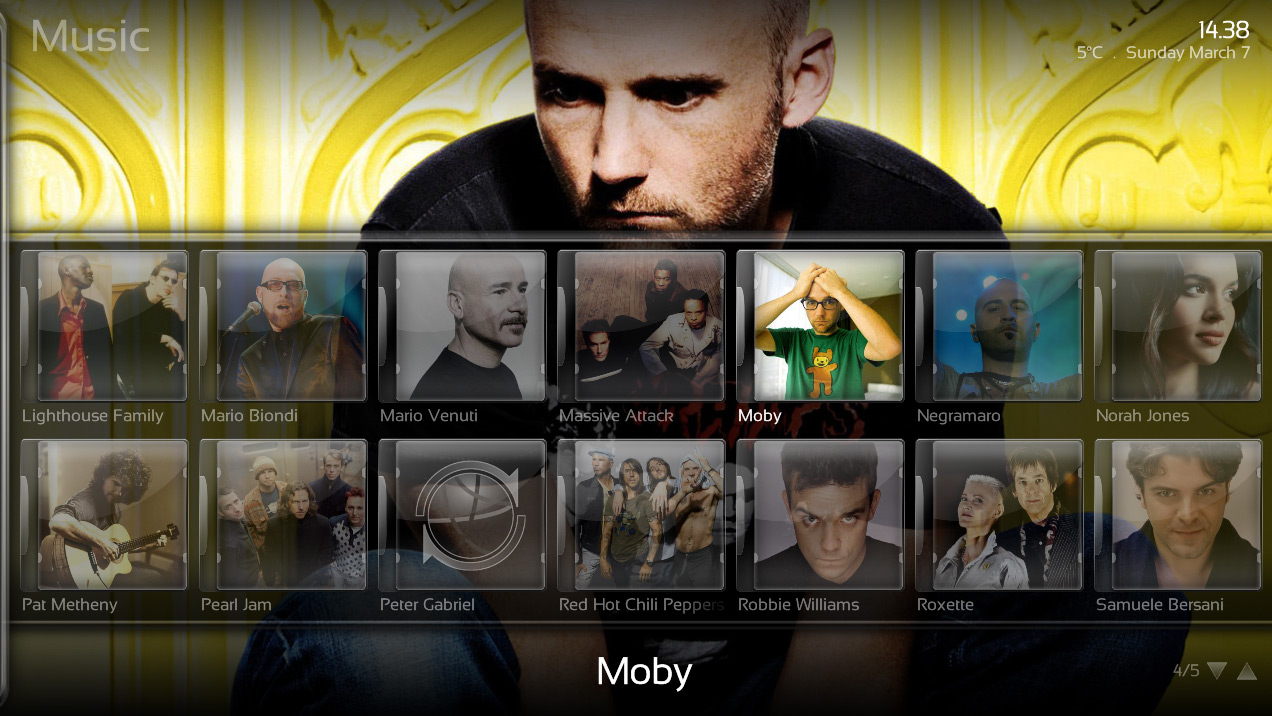 Music
14.38
5°C . Sunday March 7
Lighthouse Family
Mario Biondi
Mario Venuti
Massive Attack
Moby
Negramaro
Norah Jones
Pat Metheny
Pearl Jam
Peter Gabriel
Red Hot Chili Peppers
Robbie Williams
Roxette
Samuele Bersani
Moby
4/5